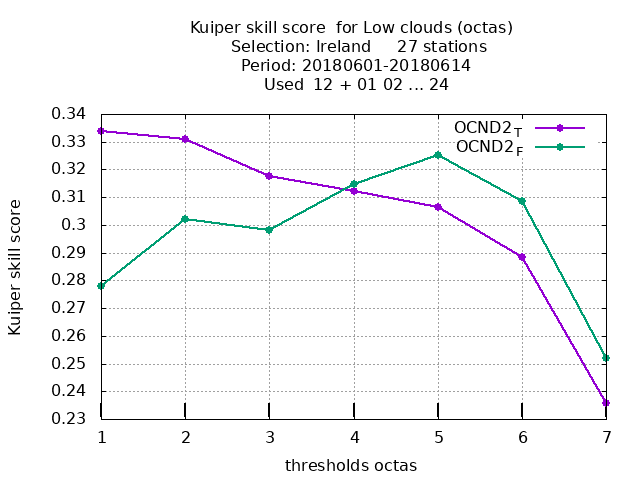 Kuiper skill score  for Low clouds (octas)
Selection: Ireland     27 stations
Period: 20180601-20180614
Used  12 + 01 02 ... 24
OCND2_T
OCND2_F
0.34
0.33
0.32
0.31
0.3
0.29
0.28
0.27
0.26
0.25
0.24
0.23
Kuiper skill score
1 2 3 4 5 6 7
thresholds octas